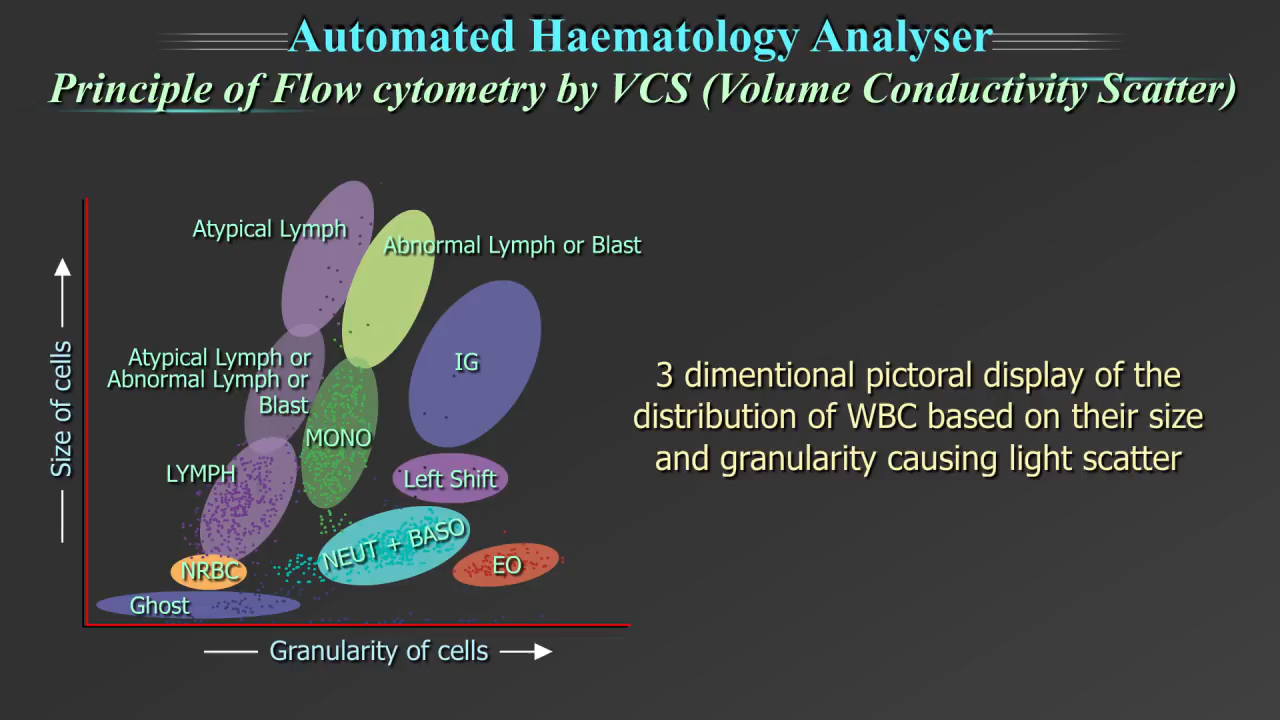 Automated Haematology Analyser
Principle of Flow cytometry by VCS (Volume Conductivity Scatter)
Atypical Lymph
Abnormal Lymph or Blast
Atypical Lymph or
Abnormal Lymph or
Blast
IG
MONO
LYMPH
Left Shift
NEUT + BASO
EO
NRBC
Ghost
Size of cells
Granularity of cells
3 dimentional pictoral display of the
distribution of WBC based on their size
and granularity causing light scatter